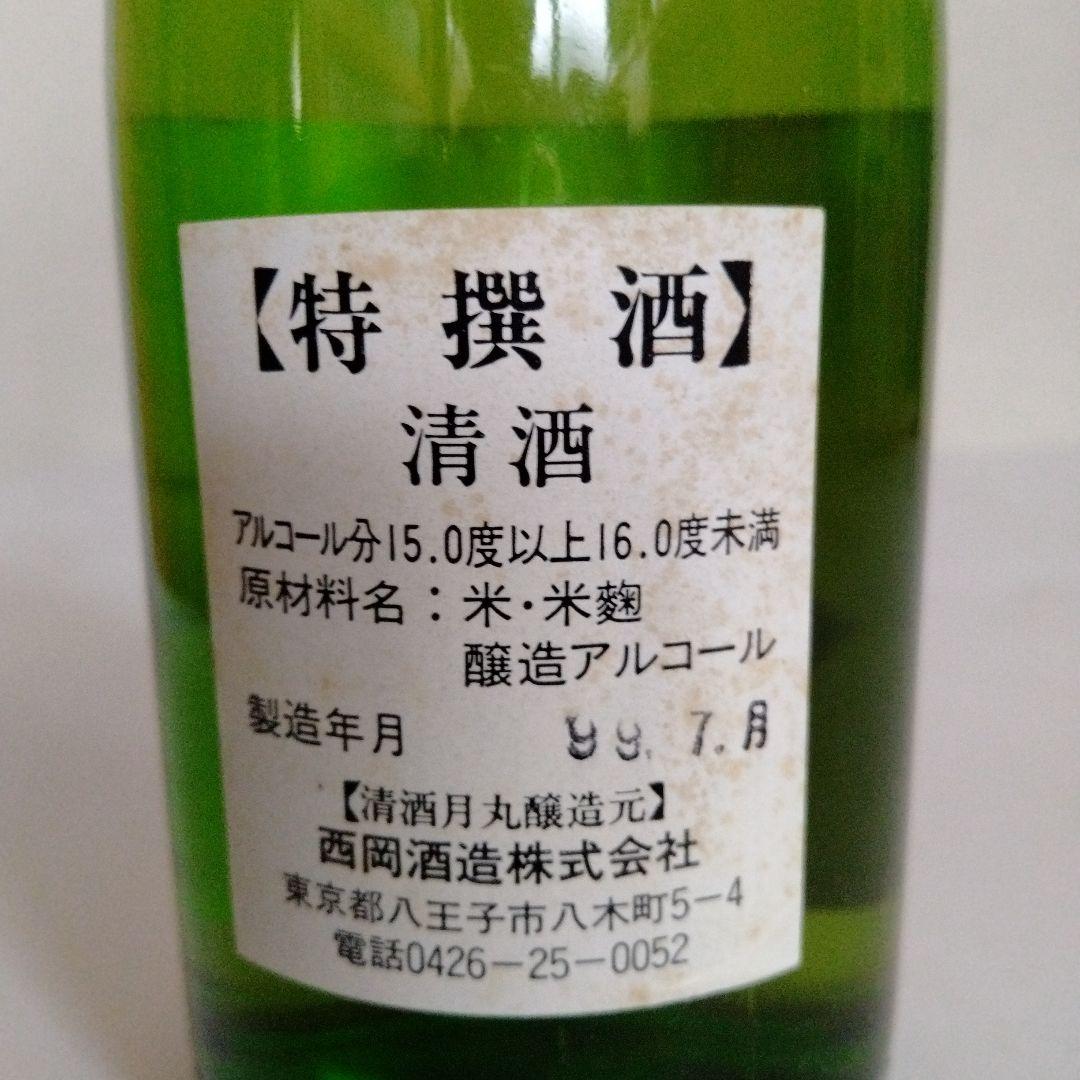 【特撰酒】
清酒
アルコール分15.0度以上16.0度未満
原材料名：米・米麴
醸造アルコール
製造年月 99.7.月
【清酒月丸醸造元】
西岡酒造株式会社
東京都八王子市八木町5-4
電話0426-25-0052